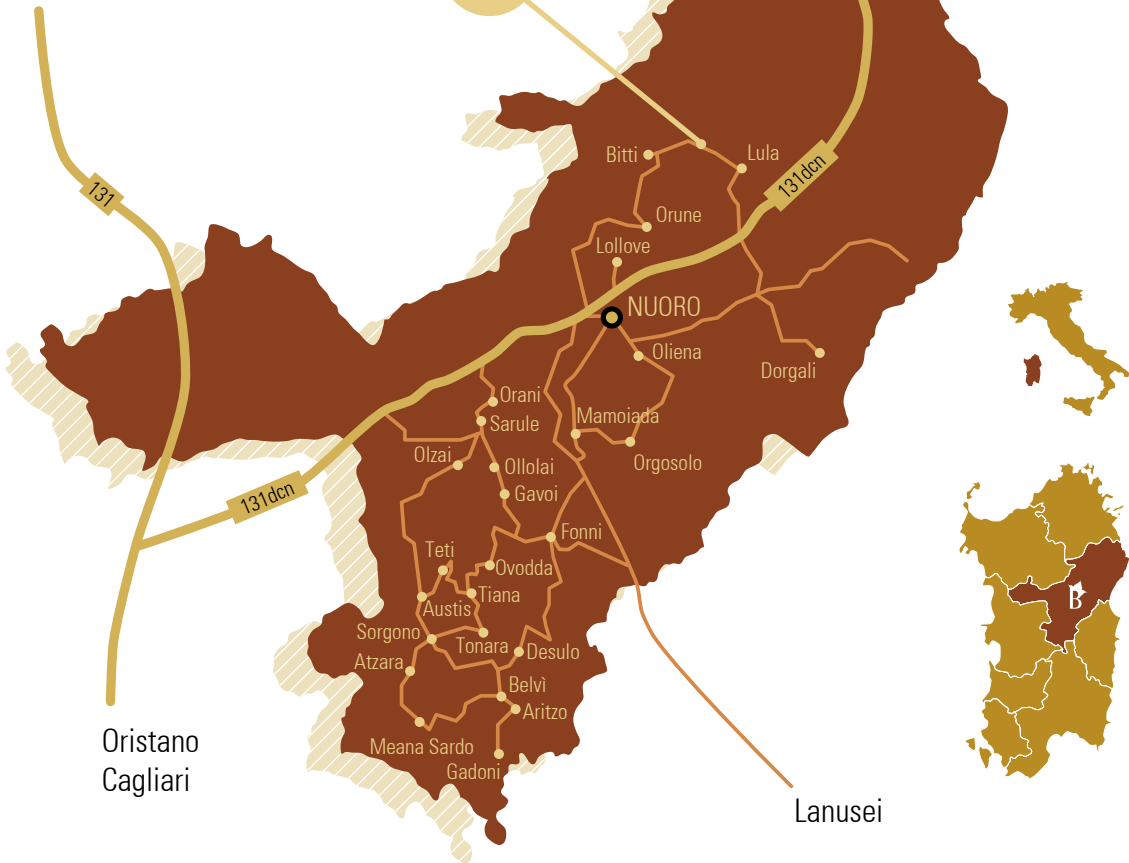 Bitti
Lula
131dcn
131
Orune
Lollove
NUORO
Oliena
Dorgali
Orani
Mamoiada
Sarule
Olzai
Orgosolo
Ollolai
Gavoi
131dcn
Fonni
Teti
Ovodda
Tiana
Austis
B
Sorgono
Tonara
Desulo
Atzara
Belvì
Aritzo
Oristano
Cagliari
Meana Sardo
Gadoni
Lanusei